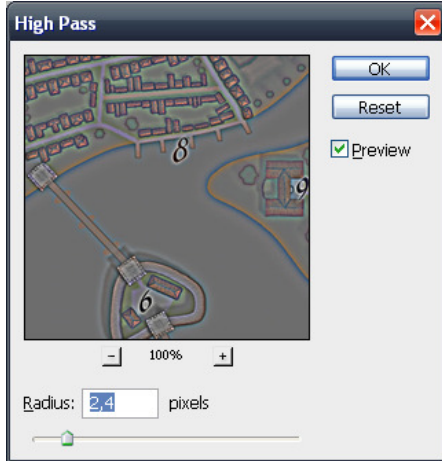 High Pass
OK
Reset
Preview
8
9
6
- 100% +
Radius: 2,4 pixels